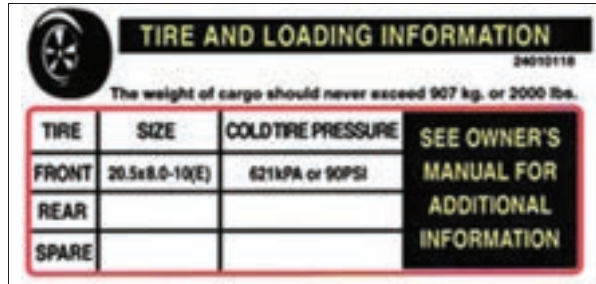 TIRE AND LOADING INFORMATION
24010118
The weight of cargo should never exceed 907 kg. or 2000 lbs.
TIRE SIZE COLD TIRE PRESSURE
SEE OWNER'S
MANUAL FOR
ADDITIONAL
INFORMATION
FRONT 20.5x8.0-10(E) 621kPA or 90PSI
REAR
SPARE